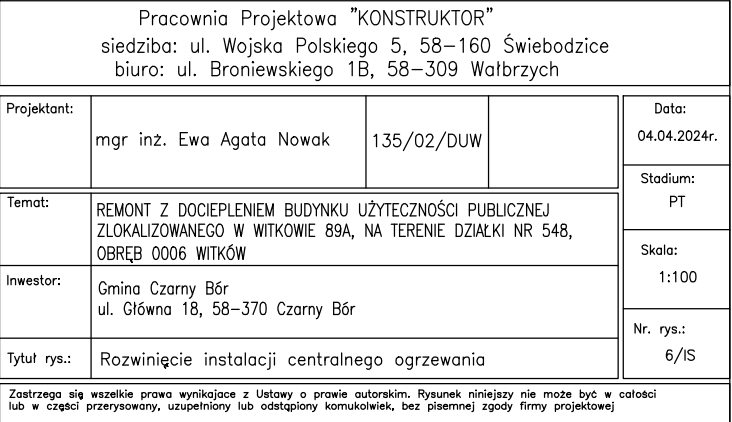 Pracownia Projektowa "KONSTRUKTOR"
siedziba: ul. Wojska Polskiego 5, 58-160 Świebodzice
biuro: ul. Broniewskiego 1B, 58-309 Wałbrzych
Projektant:
mgr inż. Ewa Agata Nowak
135/02/DUW
Data:
04.04.2024r.
Stadium:
PT
Temat:
REMONT Z DOCIEPLENIEM BUDYNKU UŻYTECZNOŚCI PUBLICZNEJ
ZLOKALIZOWANEGO W WITKOWIE 89A, NA TERENIE DZIAŁKI NR 548,
OBRĘB 0006 WITKÓW
Skala:
1:100
Inwestor:
Gmina Czarny Bór
ul. Główna 18, 58-370 Czarny Bór
Nr. rys.:
6/IS
Tytuł rys.:
Rozwinięcie instalacji centralnego ogrzewania
Zastrzega się wszelkie prawa wynikajace z Ustawy o prawie autorskim. Rysunek niniejszy nie może być w całości
lub w części przerysowany, uzupełniony lub odstąpiony komukolwiek, bez pisemnej zgody firmy projektowej